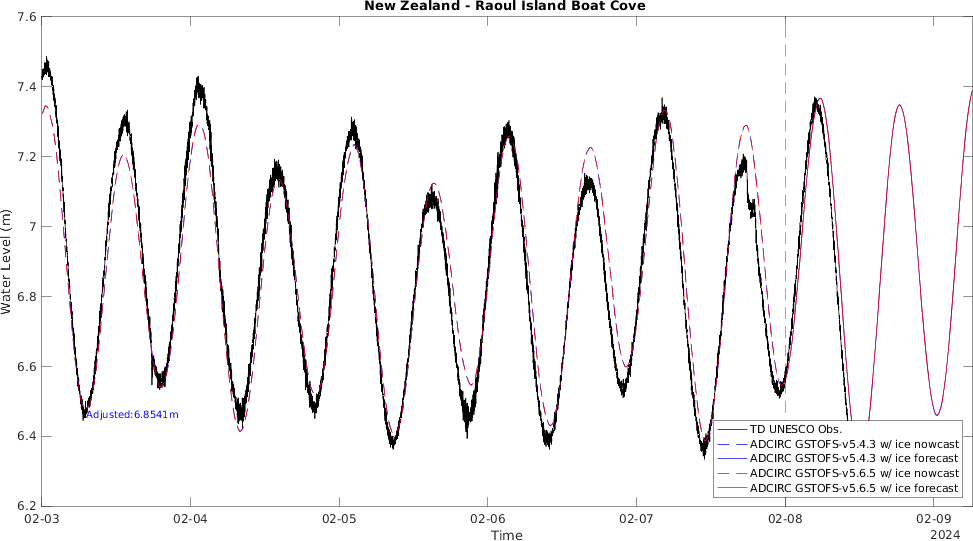 New Zealand - Raoul Island Boat Cove
7.6
7.4
7.2
7
6.8
6.6
6.4
6.2
Water Level (m)
Adjusted:6.8541m
TD UNESCO Obs.
ADCIRC GSTOFS-v5.4.3 w/ ice nowcast
ADCIRC GSTOFS-v5.4.3 w/ ice forecast
ADCIRC GSTOFS-v5.6.5 w/ ice nowcast
ADCIRC GSTOFS-v5.6.5 w/ ice forecast
02-03 02-04 02-05 02-06 02-07 02-08 02-09
Time
2024